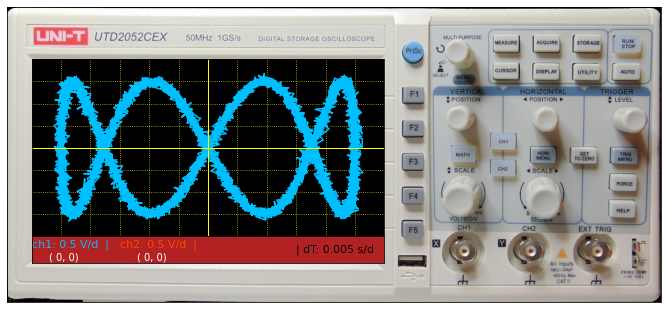 UNI-T UTD2052CEX 50MHz 1GS/s DIGITAL STORAGE OSCILLOSCOPE
ch1: 0.5 V/d | ch2: 0.5 V/d | | dT: 0.005 s/d
( 0, 0) ( 0, 0)
PrtSc
F1
F2
F3
F4
F5
MULTI PURPOSE
SELECT
MEASURE ACQUIRE STORAGE RUN/
STOP
CURSOR DISPLAY UTILITY AUTO
VERTICAL HORIZONTAL TRIGGER
POSITION POSITION LEVEL
CH1
MATH HORI
MENU SET
TO ZERO TRIG
MENU
CH2
SCALE SCALE FORCE
HELP
VOLTS/DIV SEC/DIV
CH1 CH2 EXT TRIG
X Y
All Inputs
CAT II